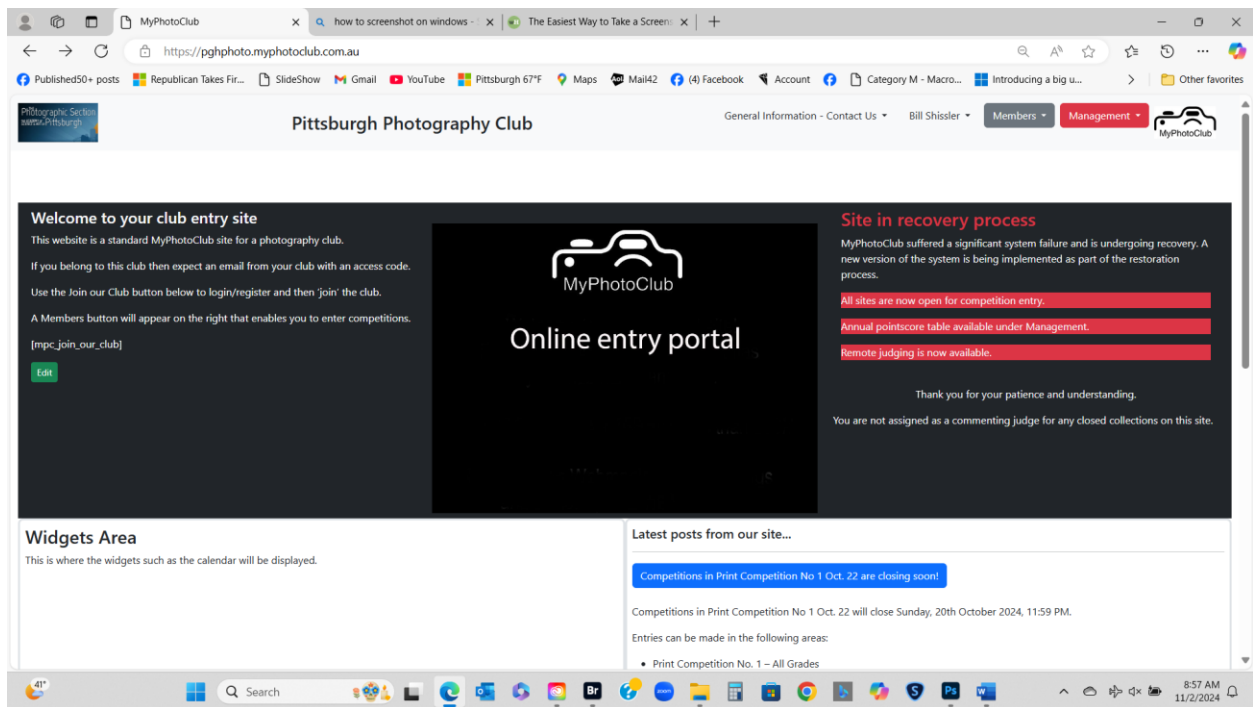 MyPhotoClub
how to screenshot on windows - S
The Easiest Way to Take a Screens
https://pghphoto.myphotoclub.com.au
Published50+ posts
Republican Takes Fir...
SlideShow
Gmail
YouTube
Pittsburgh 67°F
Maps
Mail42
(4) Facebook
Account
Category M - Macro...
Introducing a big u...
Other favorites
Photographic Section
Pittsburgh
Pittsburgh Photography Club
General Information - Contact Us
Bill Shissler
Members
Management
MyPhotoClub
Welcome to your club entry site
This website is a standard MyPhotoClub site for a photography club.
If you belong to this club then expect an email from your club with an access code.
Use the Join our Club button below to login/register and then 'join' the club.
A Members button will appear on the right that enables you to enter competitions.
[mpc_join_our_club]
Edit
MyPhotoClub
Online entry portal
Site in recovery process
MyPhotoClub suffered a significant system failure and is undergoing recovery. A
new version of the system is being implemented as part of the restoration
process.
All sites are now open for competition entry.
Annual pointscore table available under Management.
Remote judging is now available.
Thank you for your patience and understanding.
You are not assigned as a commenting judge for any closed collections on this site.
Widgets Area
This is where the widgets such as the calendar will be displayed.
Latest posts from our site...
Competitions in Print Competition No 1 Oct. 22 are closing soon!
Competitions in Print Competition No 1 Oct. 22 will close Sunday, 20th October 2024, 11:59 PM.
Entries can be made in the following areas:
• Print Competition No. 1 – All Grades
41°
Search
Br
zoom
S
Ps
8:57 AM
11/2/2024